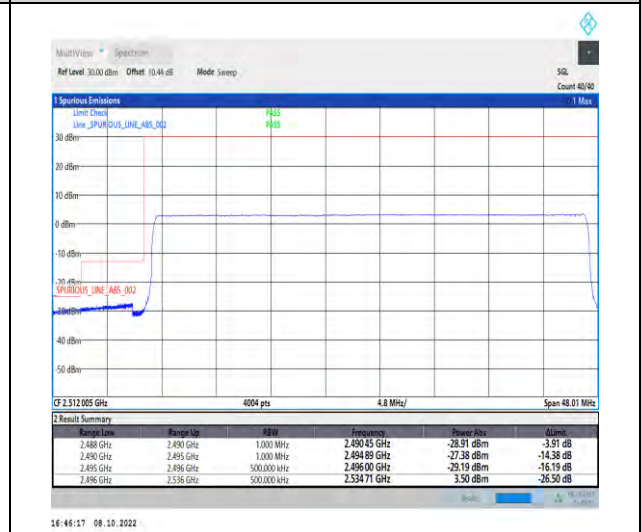 MultiView Spectrum
Ref Level 30.00 dBm Offset 10.44 dB Mode Sweep SGL
Count 40/40
1 Spurious Emissions 1 Max
Limit Check PASS
Line _SPURIOUS_LINE_ABS_002 PASS
30 dBm
20 dBm
10 dBm
0 dBm
-10 dBm
-20 dBm
SPURIOUS_LINE_ABS_002
-30 dBm
-40 dBm
-50 dBm
CF 2.512 005 GHz 4004 pts 4.8 MHz/ Span 48.01 MHz
2 Result Summary
Range Low Range Up RBW Frequency Power Abs ΔLimit
2.488 GHz 2.490 GHz 1.000 MHz 2.490 45 GHz -28.91 dBm -3.91 dB
2.490 GHz 2.495 GHz 1.000 MHz 2.494 89 GHz -27.38 dBm -14.38 dB
2.495 GHz 2.496 GHz 500.000 kHz 2.496 00 GHz -29.19 dBm -16.19 dB
2.496 GHz 2.536 GHz 500.000 kHz 2.534 71 GHz 3.50 dBm -26.50 dB
16:46:17 08.10.2022